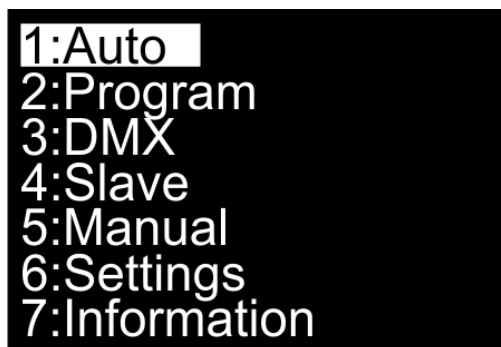 1:Auto
2:Program
3:DMX
4:Slave
5:Manual
6:Settings
7:Information